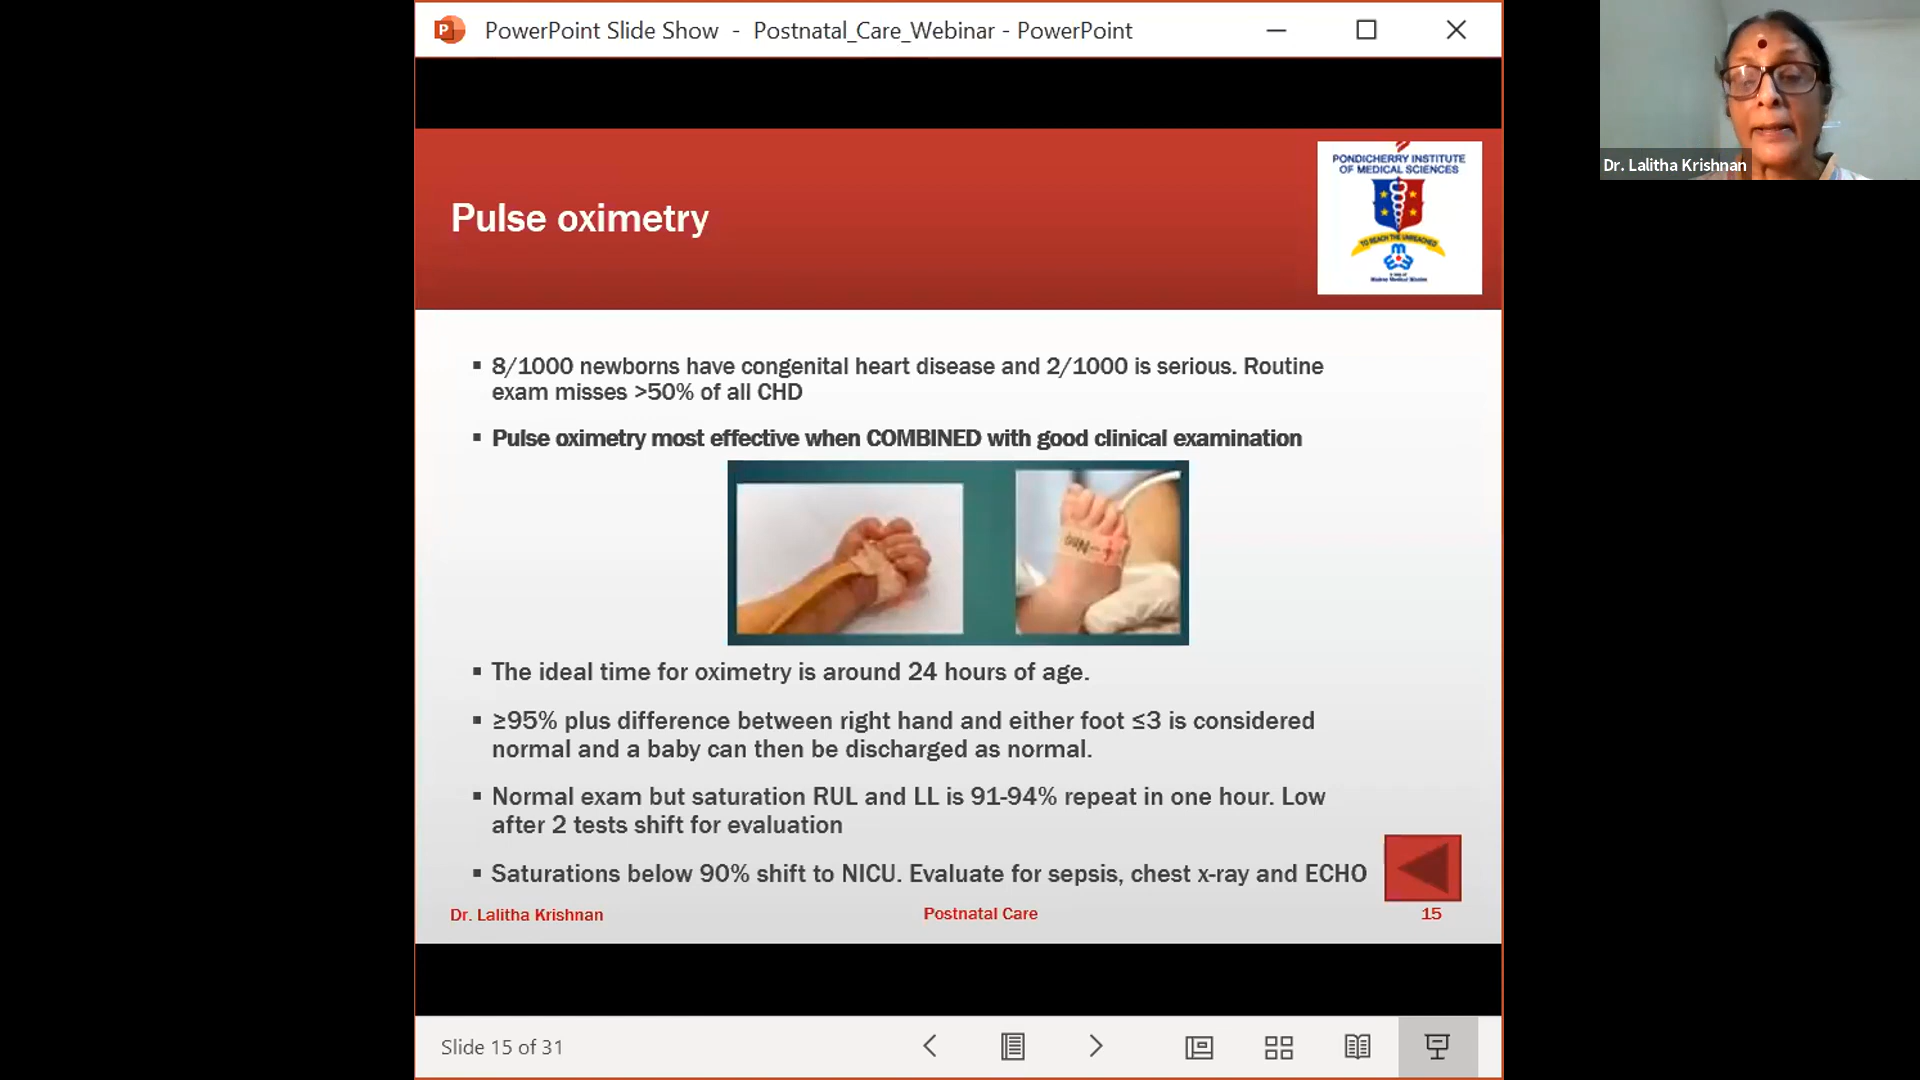 PowerPoint Slide Show - Postnatal_Care_Webinar - PowerPoint
Dr. Lalitha Krishnan
PONDICHERRY INSTITUTE
OF MEDICAL SCIENCES
TO REACH THE UNREACHED
Pulse oximetry
▪ 8/1000 newborns have congenital heart disease and 2/1000 is serious. Routine
exam misses >50% of all CHD
▪ Pulse oximetry most effective when COMBINED with good clinical examination
▪ The ideal time for oximetry is around 24 hours of age.
▪ ≥95% plus difference between right hand and either foot ≤3 is considered
normal and a baby can then be discharged as normal.
▪ Normal exam but saturation RUL and LL is 91-94% repeat in one hour. Low
after 2 tests shift for evaluation
▪ Saturations below 90% shift to NICU. Evaluate for sepsis, chest x-ray and ECHO
Dr. Lalitha Krishnan
Postnatal Care
15
Slide 15 of 31